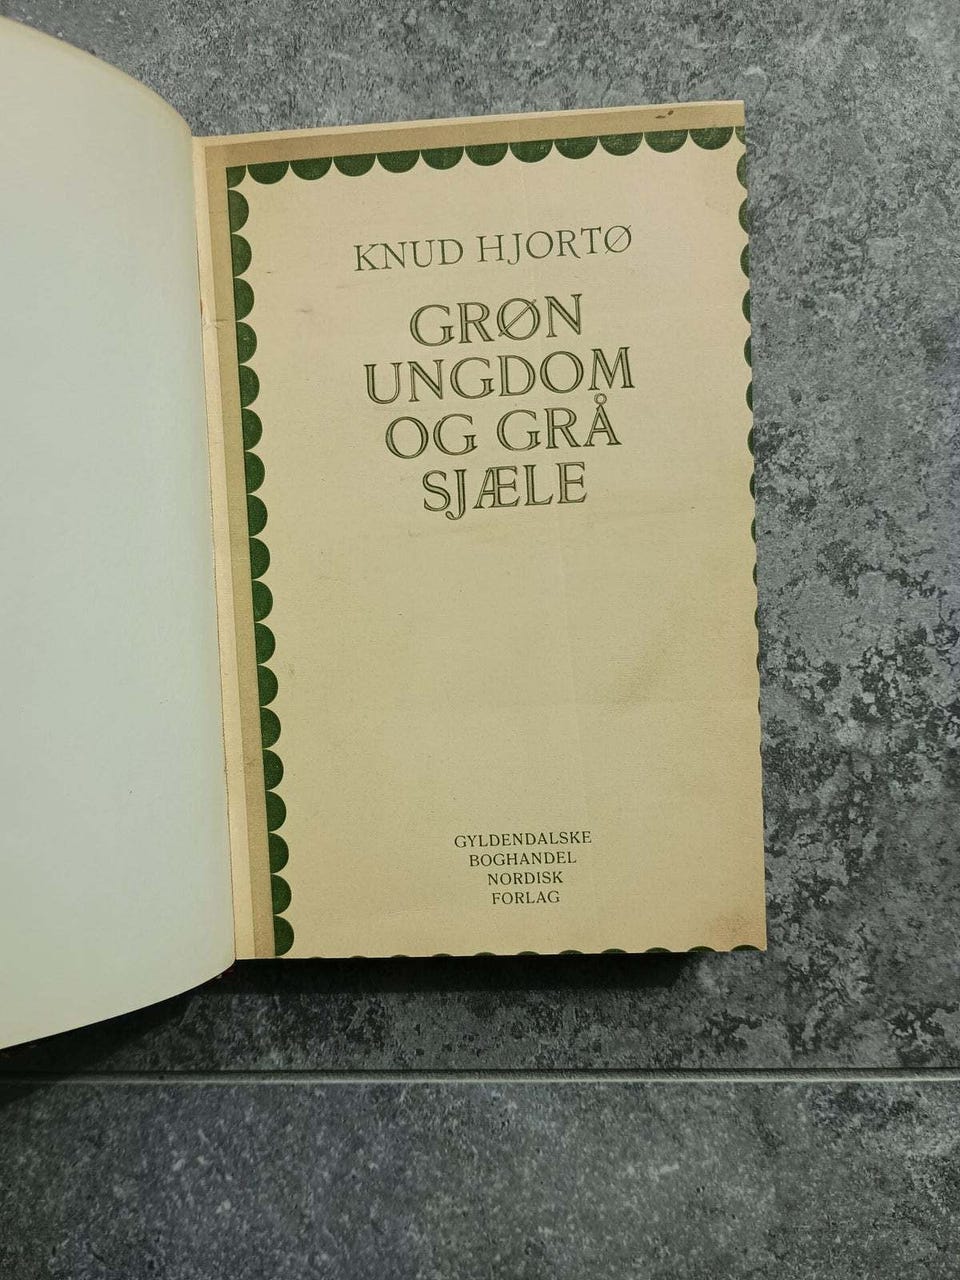 KNUD HJORTØ
GRØN
UNGDOM
OG GRÅ
SJÆLE
GYLDENDALSKE
BOGHANDEL
NORDISK
FORLAG